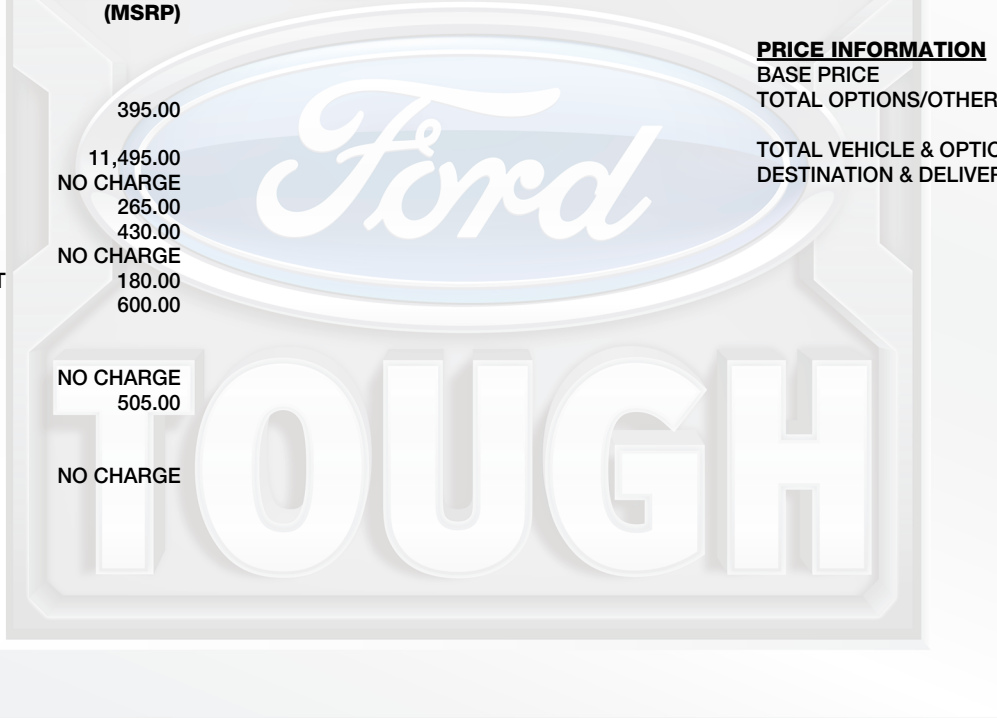 (MSRP)
395.00
11,495.00
NO CHARGE
265.00
430.00
NO CHARGE
T 180.00
600.00
NO CHARGE
505.00
NO CHARGE
PRICE INFORMATION
BASE PRICE
TOTAL OPTIONS/OTHER
TOTAL VEHICLE & OPTIO
DESTINATION & DELIVER
Ford
TOUGH